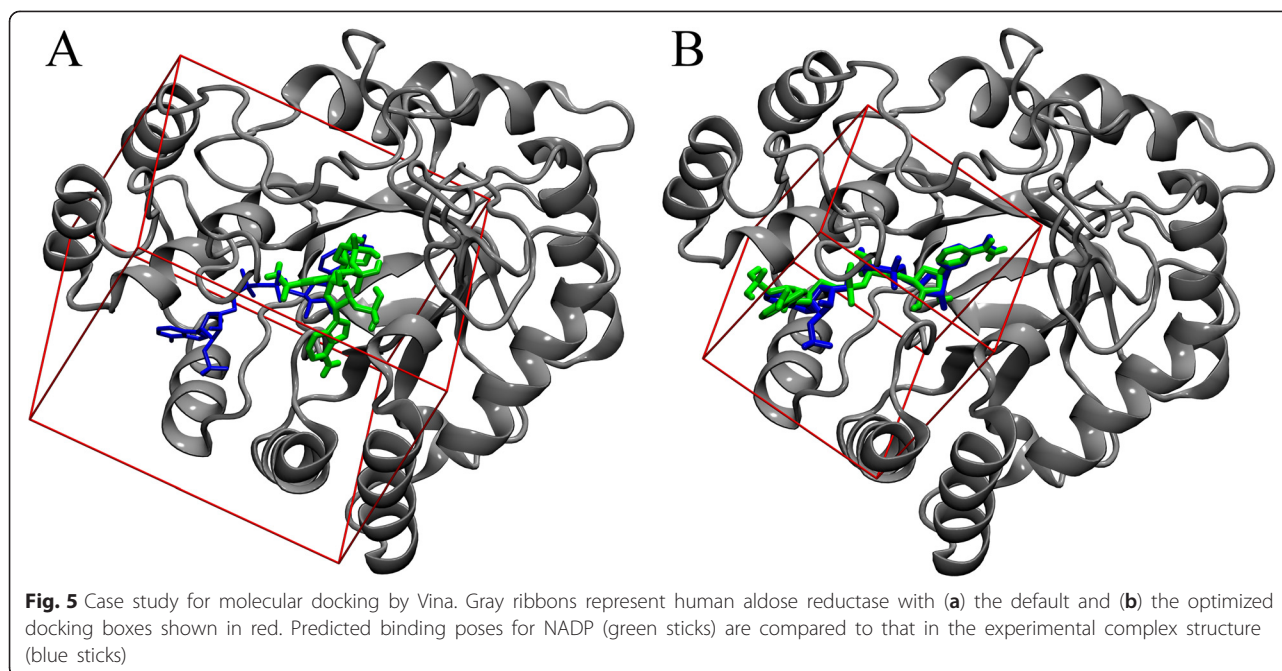 A
B
Fig. 5 Case study for molecular docking by Vina. Gray ribbons represent human aldose reductase with (a) the default and (b) the optimized
docking boxes shown in red. Predicted binding poses for NADP (green sticks) are compared to that in the experimental complex structure
(blue sticks)